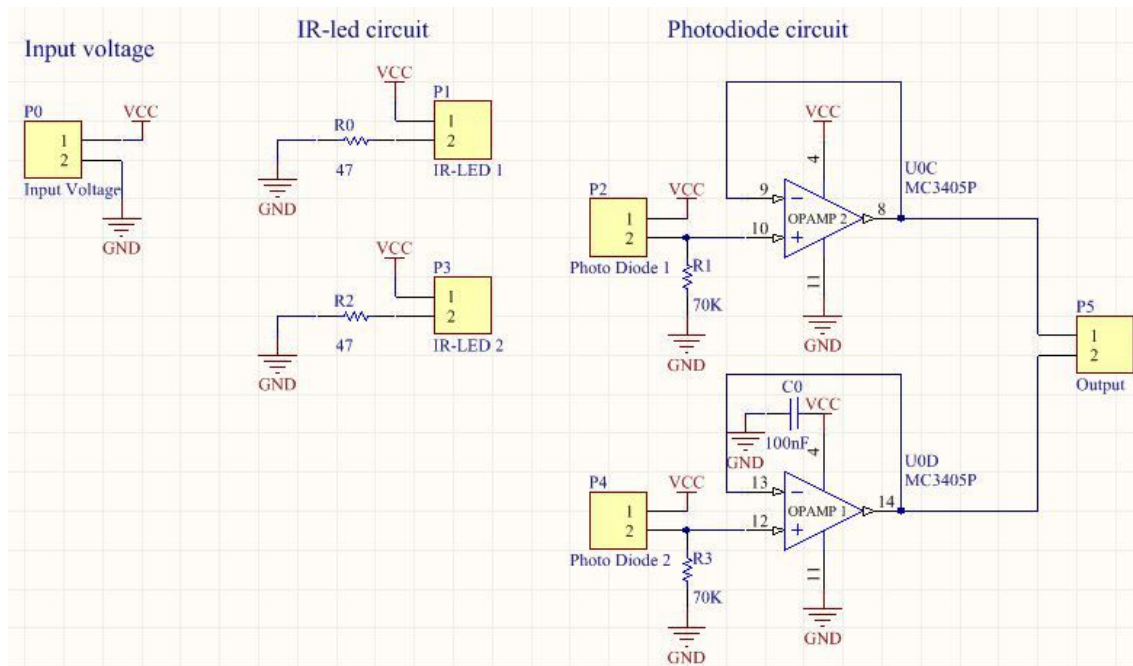 Input voltage
P0
VCC
1
2
Input Voltage
GND
IR-led circuit
VCC
P1
R0
1
2
47
IR-LED 1
GND
VCC
P3
R2
1
2
47
IR-LED 2
GND
Photodiode circuit
VCC
4
U0C
MC3405P
P2
VCC
9
8
OPAMP 2
1
2
10
Photo Diode 1
R1
70K
11
GND
GND
P5
1
2
Output
C0
VCC
100nF
GND
4
U0D
MC3405P
P4
VCC
13
14
OPAMP 1
1
2
12
Photo Diode 2
R3
70K
11
GND
GND